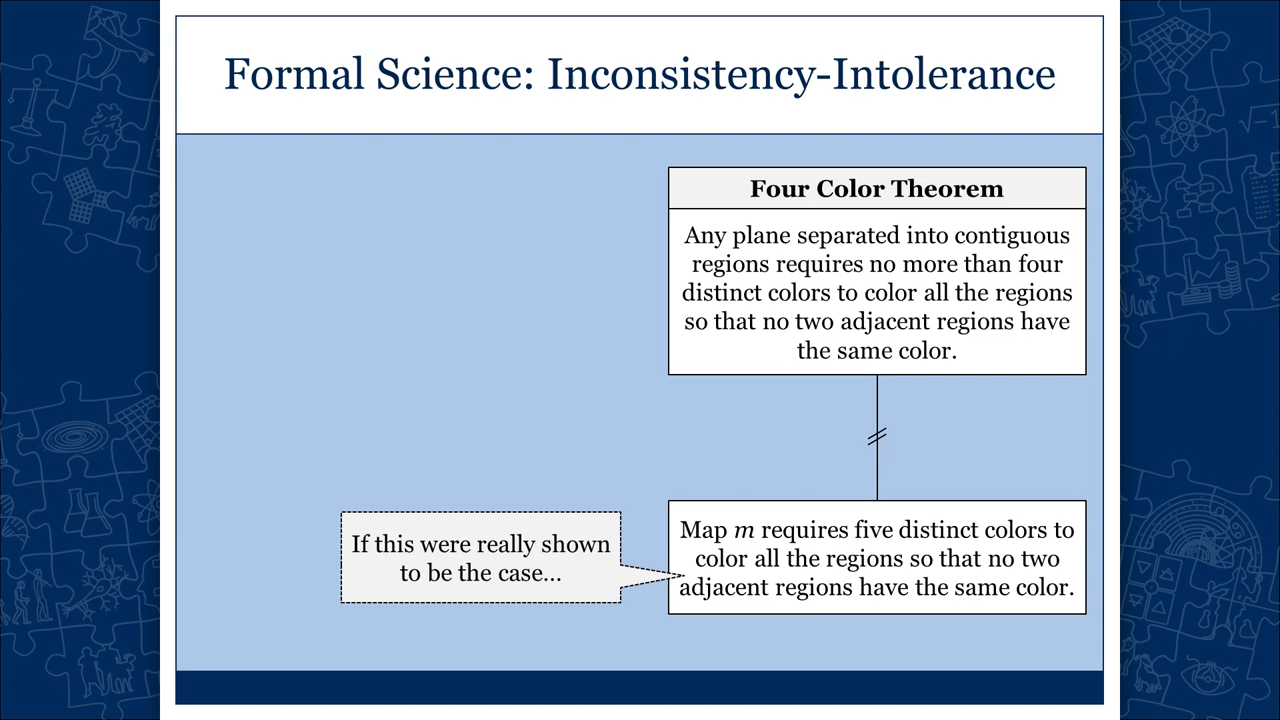 Formal Science: Inconsistency-Intolerance
Four Color Theorem
Any plane separated into contiguous
regions requires no more than four
distinct colors to color all the regions
so that no two adjacent regions have
the same color.
If this were really shown
to be the case...
Map m requires five distinct colors to
color all the regions so that no two
adjacent regions have the same color.
√-1